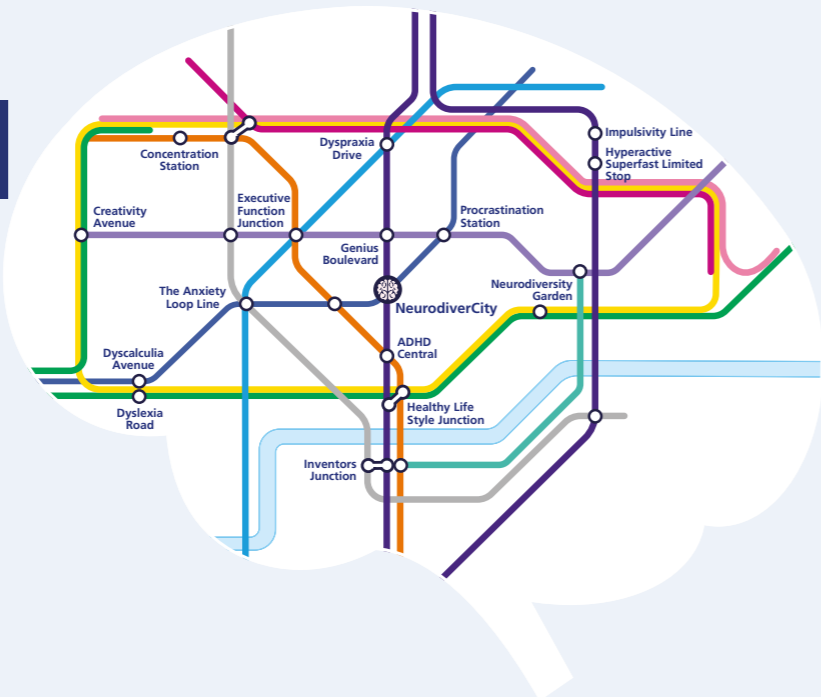 Impulsivity Line
Hyperactive
Superfast Limited
Stop
Concentration
Station
Dyspraxia
Drive
Creativity
Avenue
Executive
Function
Junction
Genius
Boulevard
Procrastination
Station
The Anxiety
Loop Line
Neurodiversity
Garden
NeurodiverCity
ADHD
Central
Dyscalculia
Avenue
Dyslexia
Road
Healthy Life
Style Junction
Inventors
Junction